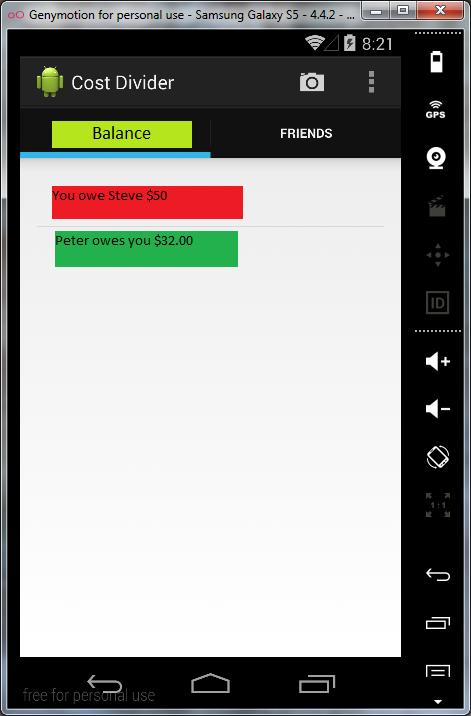 Genymotion for personal use - Samsung Galaxy S5 - 4.4.2 - ...
8:21
Cost Divider
GPS
Balance
FRIENDS
You owe Steve $50
Peter owes you $32.00
ID
1:1
free for personal use